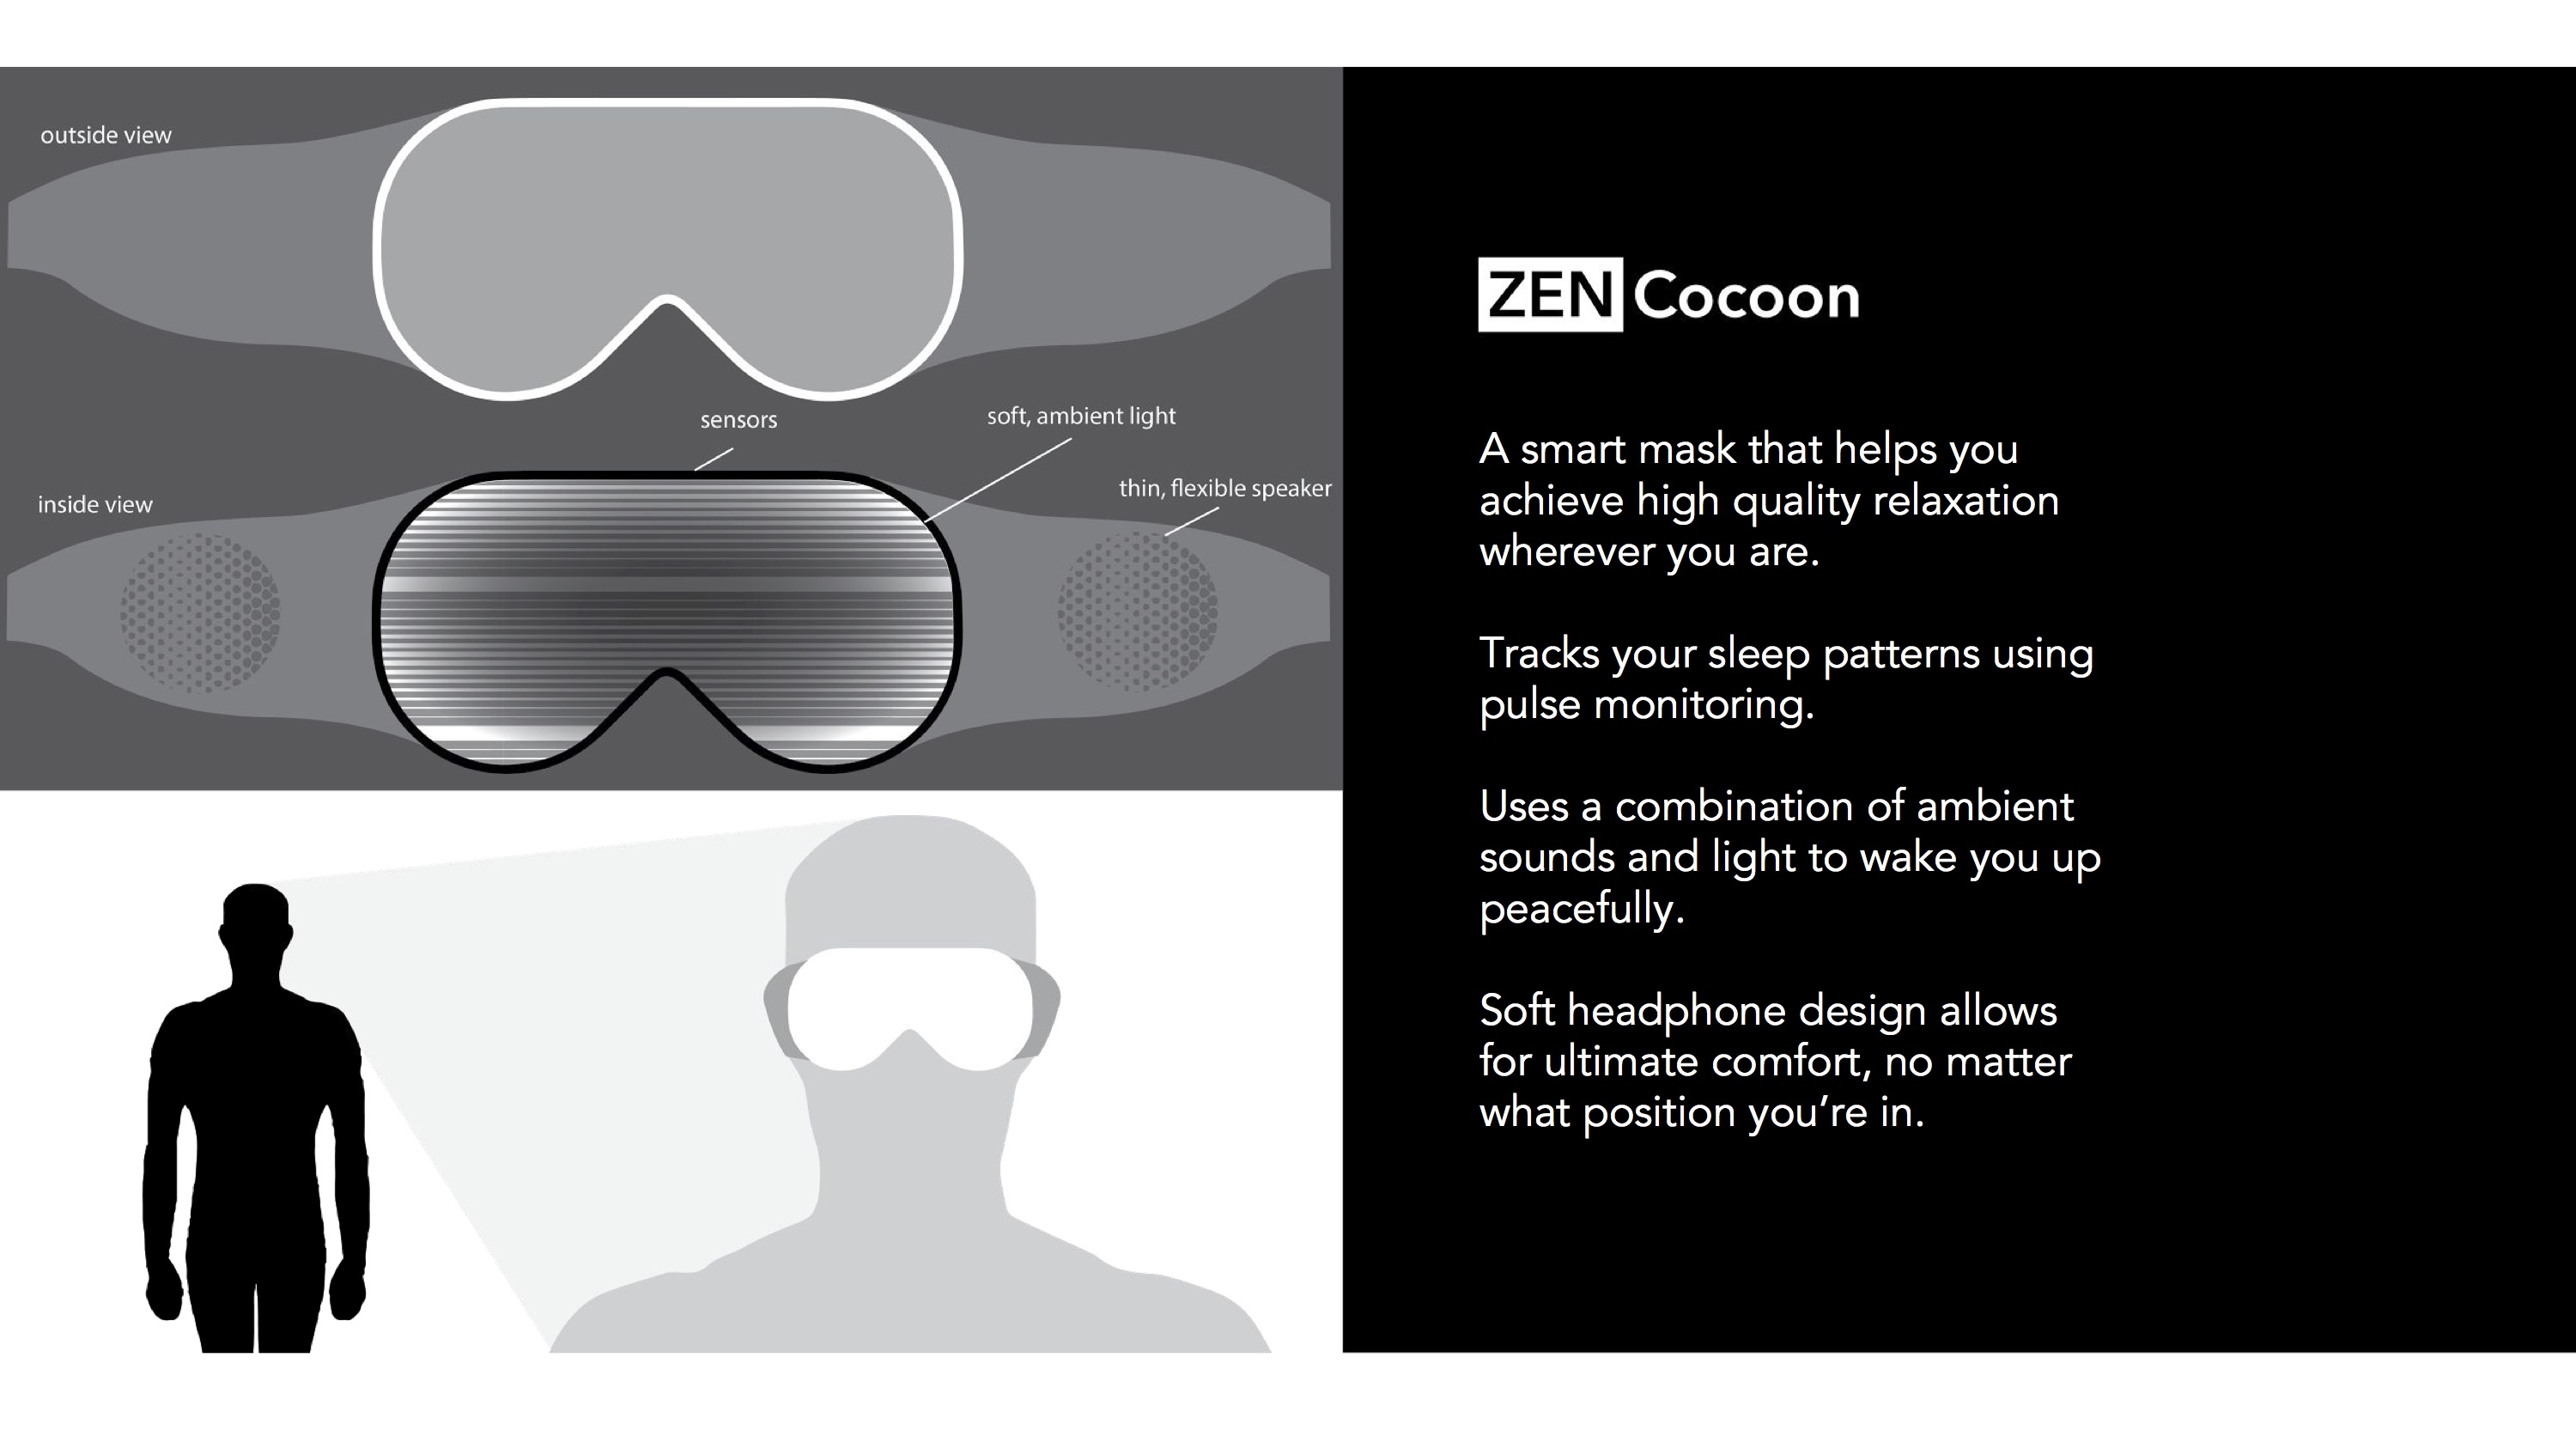 outside view
sensors
soft, ambient light
thin, flexible speaker
inside view
ZEN Cocoon
A smart mask that helps you
achieve high quality relaxation
wherever you are.
Tracks your sleep patterns using
pulse monitoring.
Uses a combination of ambient
sounds and light to wake you up
peacefully.
Soft headphone design allows
for ultimate comfort, no matter
what position you’re in.